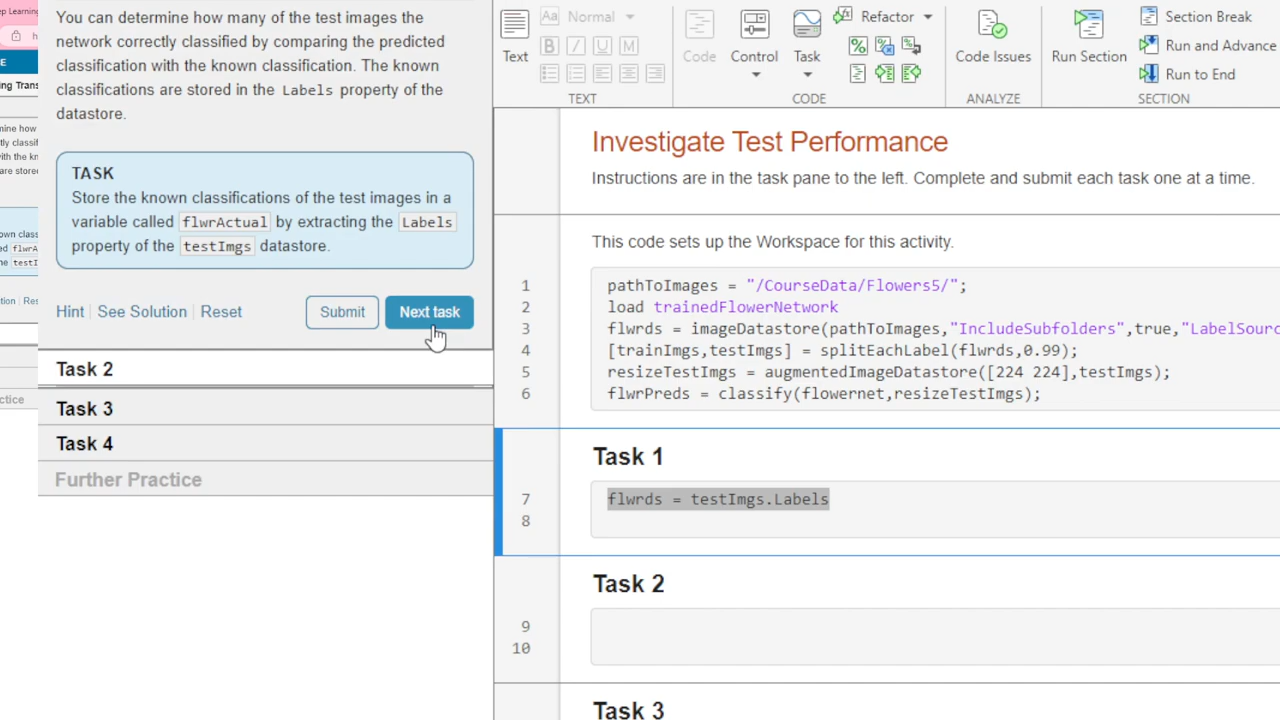 ep Learning
E
ng Trans
You can determine how many of the test images the
network correctly classified by comparing the predicted
classification with the known classification. The known
classifications are stored in the Labels property of the
datastore.
TASK
Store the known classifications of the test images in a
variable called flwrActual by extracting the Labels
property of the testImgs datastore.
Hint | See Solution | Reset
Submit
Next task
Task 2
Task 3
Task 4
Further Practice
Text
Aa Normal
B I U M
TEXT
Code
Control
Task
Refactor
CODE
Code Issues
ANALYZE
Run Section
Section Break
Run and Advance
Run to End
SECTION
Investigate Test Performance
Instructions are in the task pane to the left. Complete and submit each task one at a time.
This code sets up the Workspace for this activity.
1 pathToImages = "/CourseData/Flowers5/";
2 load trainedFlowerNetwork
3 flwrds = imageDatastore(pathToImages,"IncludeSubfolders",true,"LabelSourc
4 [trainImgs,testImgs] = splitEachLabel(flwrds,0.99);
5 resizeTestImgs = augmentedImageDatastore([224 224],testImgs);
6 flwrPreds = classify(flowernet,resizeTestImgs);
Task 1
7 flwrds = testImgs.Labels
8
Task 2
9
10
Task 3